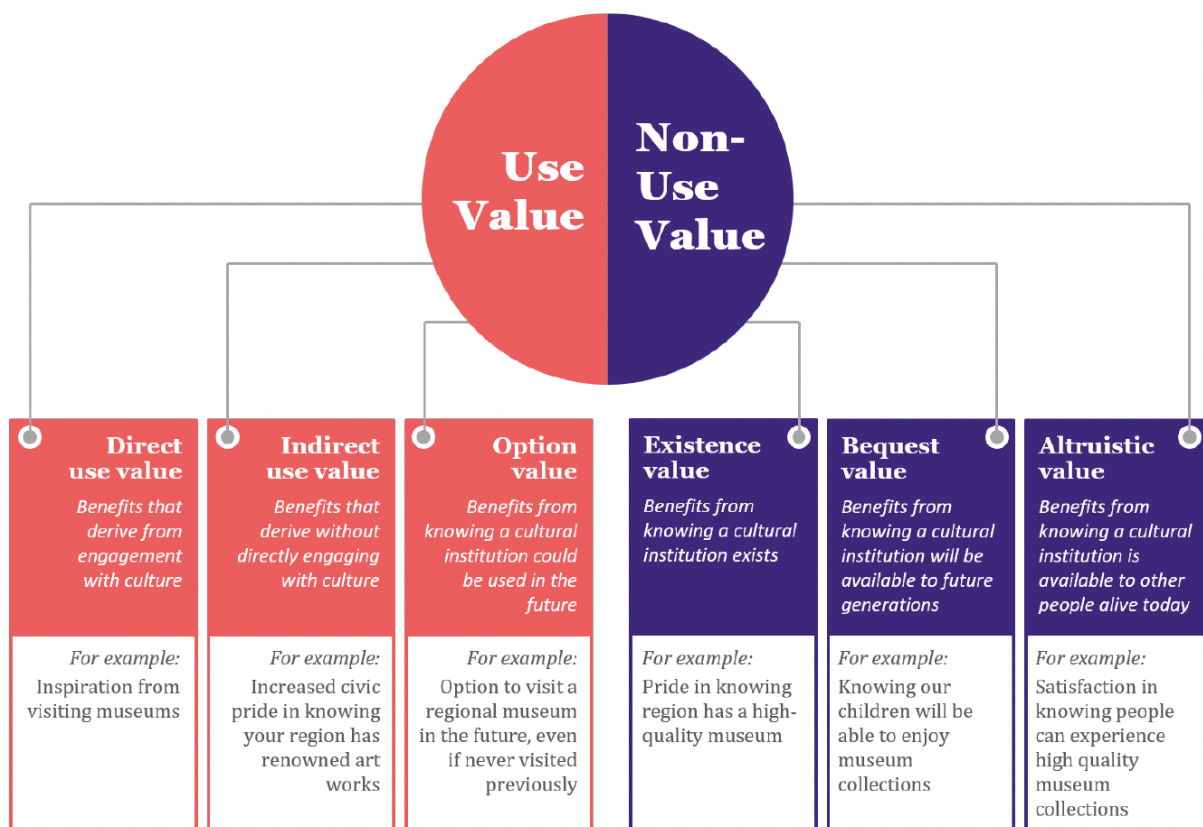 Use
Value
Non-
Use
Value
Direct
use value
Benefits that
derive from
engagement
with culture
For example:
Inspiration from
visiting museums
Indirect
use value
Benefits that
derive without
directly engaging
with culture
For example:
Increased civic
pride in knowing
your region has
renowned art
works
Option
value
Benefits from
knowing a cultural
institution could
be used in the
future
For example:
Option to visit a
regional museum
in the future, even
if never visited
previously
Existence
value
Benefits from
knowing a cultural
institution exists
For example:
Pride in knowing
region has a high-
quality museum
Bequest
value
Benefits from
knowing a cultural
institution will be
available to future
generations
For example:
Knowing our
children will be
able to enjoy
museum
collections
Altruistic
value
Benefits from
knowing a cultural
institution is
available to other
people alive today
For example:
Satisfaction in
knowing people
can experience
high quality
museum
collections